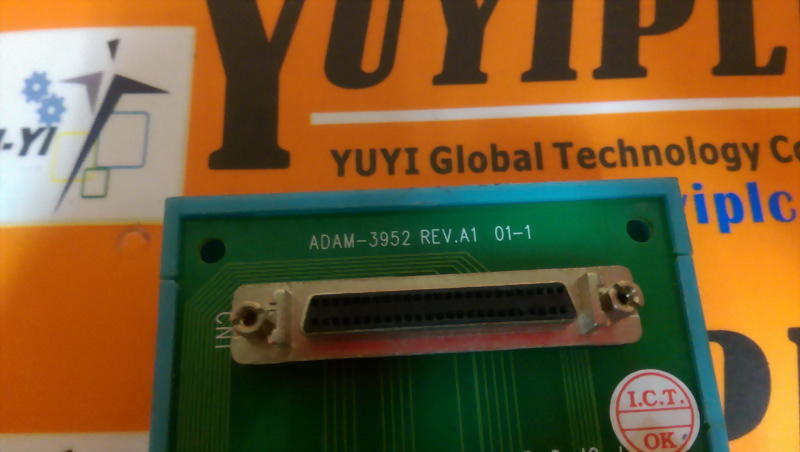 YUYIPL
-YI
YUYI Global Technology Co
yiplc.
ADAM-3952 REV.A1 01-1
CN1
I.C.T.
OK